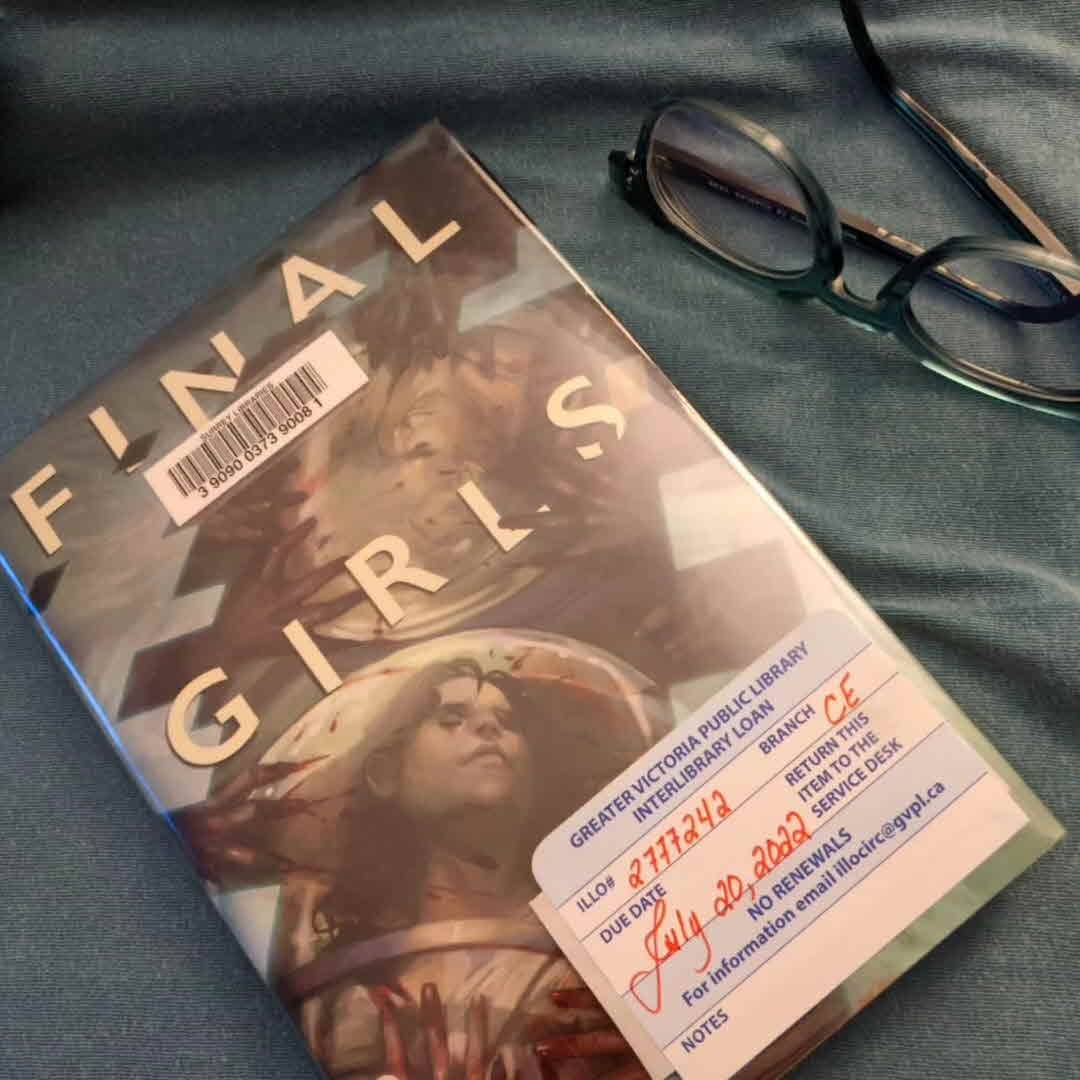 FINAL
SURREY LIBRARIES
3 9090 0373 9008 1
GIRLS
GREATER VICTORIA PUBLIC LIBRARY
INTERLIBRARY LOAN
ILLO# 2777242 BRANCH CE
DUE DATE July 20, 2022
RETURN THIS
ITEM TO THE
SERVICE DESK
NO RENEWALS
For information email illocirc@gvpl.ca
NOTES